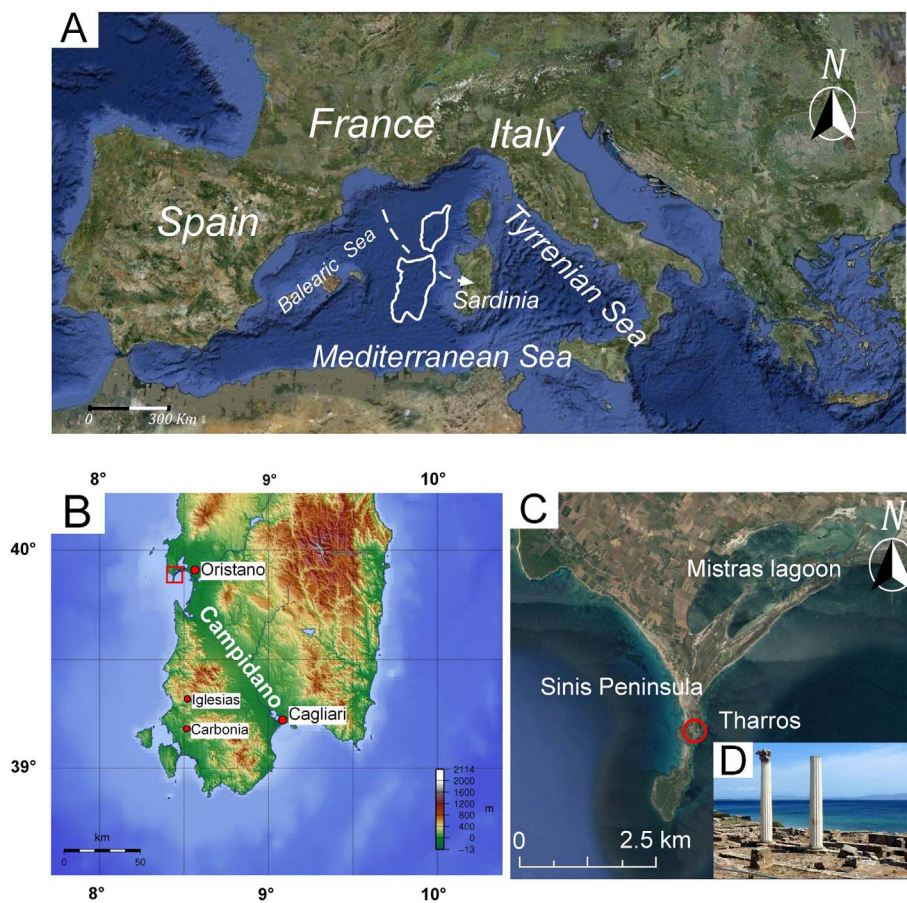 A
N
France
Italy
Spain
Balearic Sea
Tyrrenian Sea
Sardinia
Mediterranean Sea
0 300 Km
8° 9° 10°
B
40°
Oristano
Campidano
Iglesias
Cagliari
Carbonia
39°
2114
2000
1600
1200
800
400
0
-13
m
km
0 50
8° 9° 10°
C
N
Mistras lagoon
Sinis Peninsula
Tharros
D
0 2.5 km